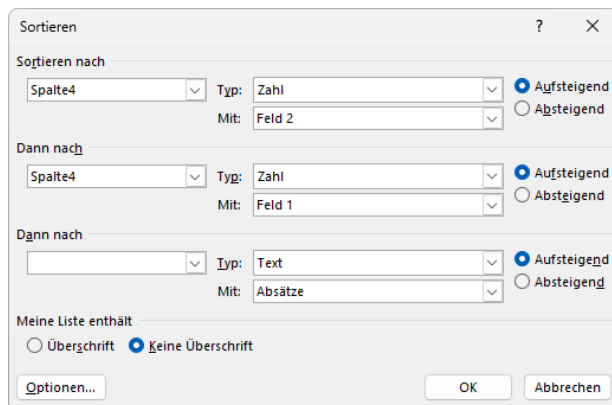 Sortieren ?
Sortieren nach
Spalte4 Typ: Zahl Aufsteigend
Mit: Feld 2 Absteigend
Dann nach
Spalte4 Typ: Zahl Aufsteigend
Mit: Feld 1 Absteigend
Dann nach
Typ: Text Aufsteigend
Mit: Absätze Absteigend
Meine Liste enthält
Überschrift Keine Überschrift
Optionen... OK Abbrechen